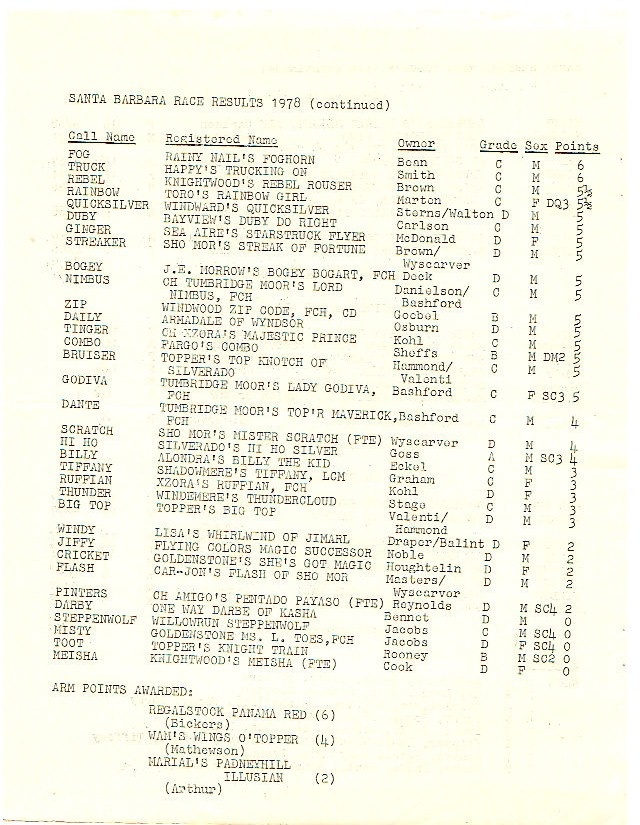 SANTA BARBARA RACE RESULTS 1978 (continued)
Call Name Registered Name Owner Grade Sex Points
FOG RAINY NAIL'S FOGHORN Bean C M 6
TRUCK HAPPY'S TRUCKING ON Smith C M 6
REBEL KNIGHTWOOD'S REBEL ROUSER Brown C M 5½
RAINBOW TORO'S RAINBOW GIRL Marton C F DQ3 5½
QUICKSILVER WINDWARD'S QUICKSILVER Sterns/Walton D M 5
DUBY BAYVIEW'S DUBY DO RIGHT Carlson C M 5
GINGER SEA AIRE'S STARSTRUCK FLYER McDonald D F 5
STREAKER SHO MOR'S STREAK OF FORTUNE Brown/ D M 5
Wyscarver
BOGEY J.E. MORROW'S BOGEY BOGART, FCH Deck D M 5
NIMBUS CH TUMBRIDGE MOOR'S LORD Danielson/ C M 5
NIMBUS, FCH Bashford
ZIP WINDWOOD ZIP CODE, FCH, CD Goebel B M 5
DAILY ARMADALE OF WYNDSOR Osburn D M 5
TINGER CH XZORA'S MAJESTIC PRINCE Kohl C M 5
COMBO FARGO'S COMBO Sheffs B M DM2 5
BRUISER TOPPER'S TOP KNOTCH OF Hammond/ C M 5
SILVERADO Valenti
GODIVA TUMBRIDGE MOOR'S LADY GODIVA, Bashford C F SC3 5
FCH
DANTE TUMBRIDGE MOOR'S TOP'R MAVERICK, Bashford C M 4
FCH
SCRATCH SHO MOR'S MISTER SCRATCH (FTE) Wyscarver D M 4
HI HO SILVERADO'S HI HO SILVER Goss A M SC3 4
BILLY ALONDRA'S BILLY THE KID Eckel C M 3
TIFFANY SHADOWMERE'S TIFFANY, LCM Graham C F 3
RUFFIAN XZORA'S RUFFIAN, FCH Kohl D F 3
THUNDER WINDEMERE'S THUNDERCLOUD Stage C M 3
BIG TOP TOPPER'S BIG TOP Valenti/ D M 3
Hammond
WINDY LISA'S WHIRLWIND OF JIMARL Draper/Balint D F 2
JIFFY FLYING COLORS MAGIC SUCCESSOR Noble D M 2
CRICKET GOLDENSTONE'S SHE'S GOT MAGIC Houghtelin D F 2
FLASH CAR-JON'S FLASH OF SHO MOR Masters/ D M 2
Wyscarver
PINTERS CH AMIGO'S PENTADO PAYASO (FTE) Reynolds D M SC4 2
DARBY ONE WAY DARBE OF KASHA Bennet D M 0
STEPPENWOLF WILLOWRUN STEPPENWOLF Jacobs C M SC4 0
MISTY GOLDENSTONE MS. L. TOES,FCH Jacobs D F SC4 0
TOOT TOPPER'S KNIGHT TRAIN Rooney B M SC2 0
MEISHA KNIGHTWOOD'S MEISHA (FTE) Cook D F 0
ARM POINTS AWARDED:
REGALSTOCK PANAMA RED (6)
(Bickers)
WAM'S WINGS O'TOPPER (4)
(Mathewson)
MARIAL'S PADNEYHILL
ILLUSIAN (2)
(Arthur)